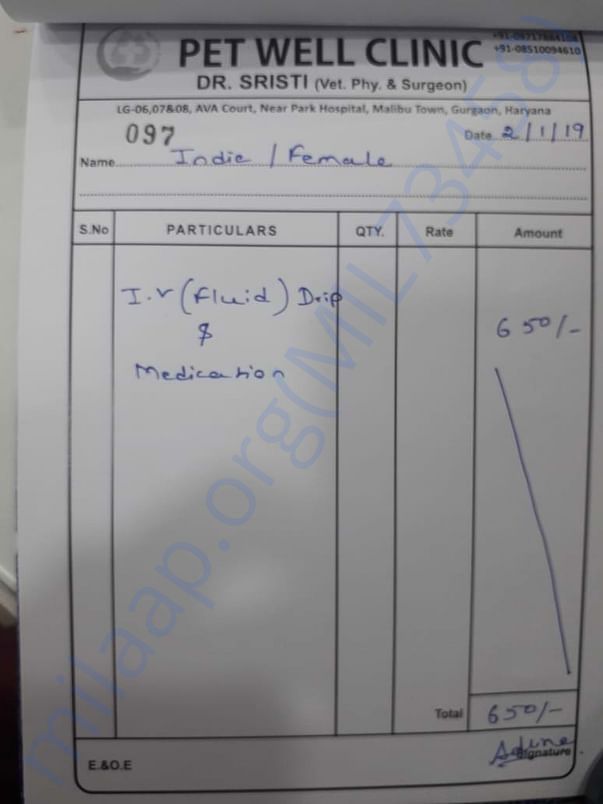 +91-08510094610
PET WELL CLINIC
DR. SRISTI (Vet. Phy. & Surgeon)
LG-06,07&08, AVA Court, Near Park Hospital, Malibu Town, Gurgaon, Haryana
097
Date 2/1/19
Name Indie / Female
S.No PARTICULARS QTY. Rate Amount
I.V (fluid) Drip
650/-
&
Medication
Total 650/-
Signature
E.&O.E
milaap.org(MIL73458)